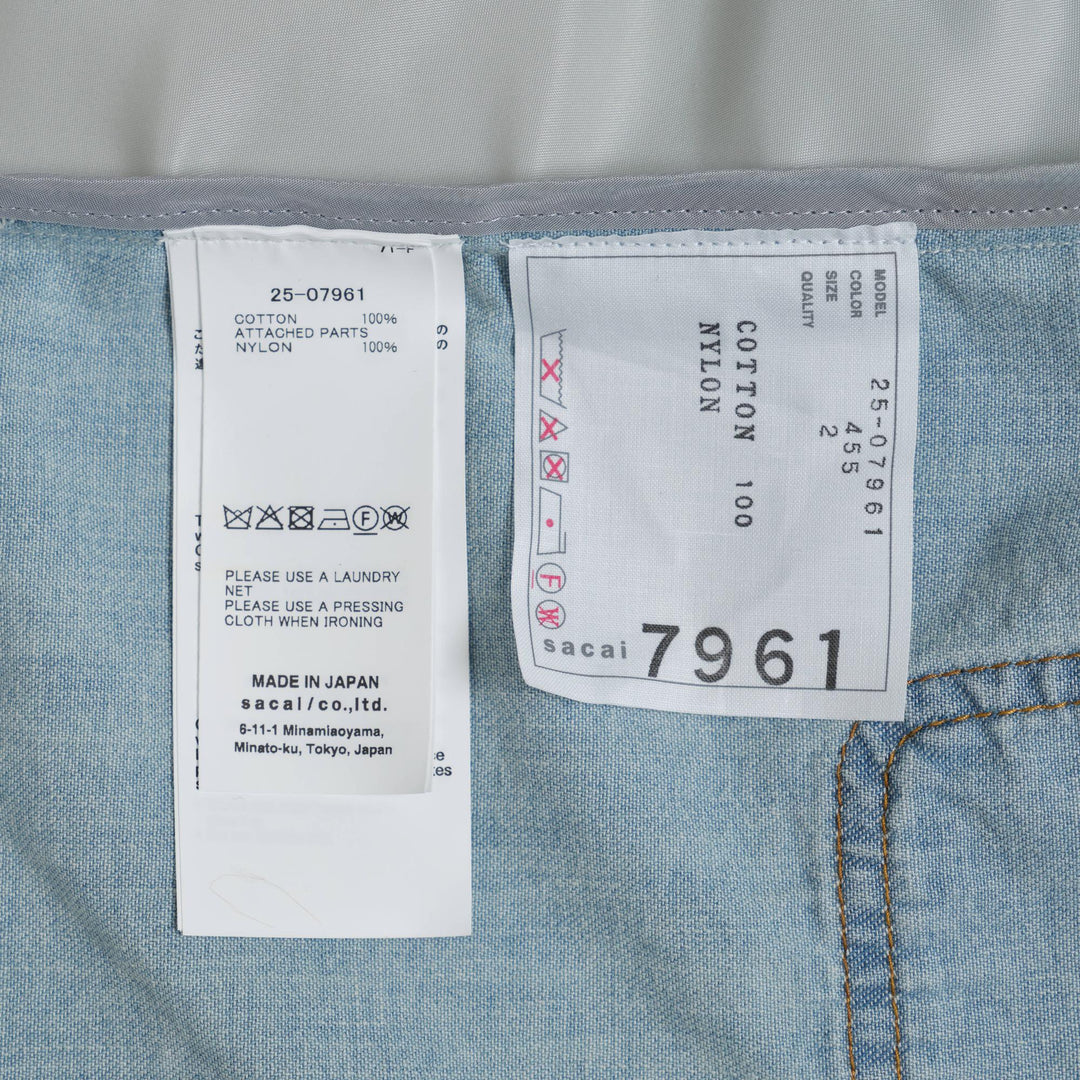 25-07961
COTTON 100%
ATTACHED PARTS
NYLON 100%
PLEASE USE A LAUNDRY
NET
PLEASE USE A PRESSING
CLOTH WHEN IRONING
MADE IN JAPAN
sacai/co.,ltd.
6-11-1 Minamiaoyama,
Minato-ku, Tokyo, Japan
MODEL 25-07961
COLOR 455
SIZE 2
QUALITY
COTTON 100
NYLON
F
W
sacai 7961